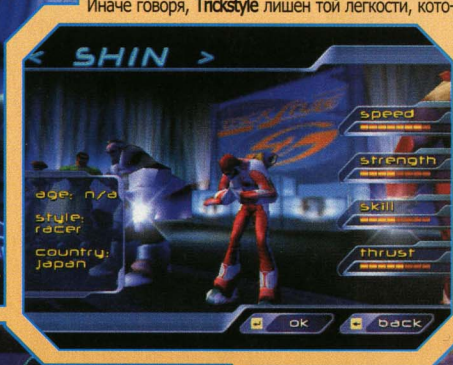 Иначе говоря, Trickstyle лишен той легкости, кото-
< SHIN >
speed
strength
age: n/a
style:
racer
skill
country:
japan
thrust
ok
back